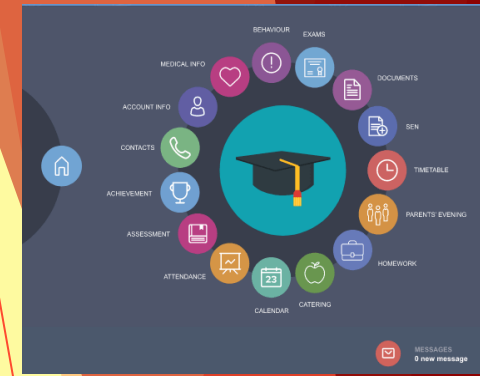 BEHAVIOUR
EXAMS
MEDICAL INFO
DOCUMENTS
ACCOUNT INFO
SEN
CONTACTS
TIMETABLE
ACHIEVEMENT
PARENTS' EVENING
ASSESSMENT
HOMEWORK
ATTENDANCE
23
CATERING
CALENDAR
MESSAGES
0 new message